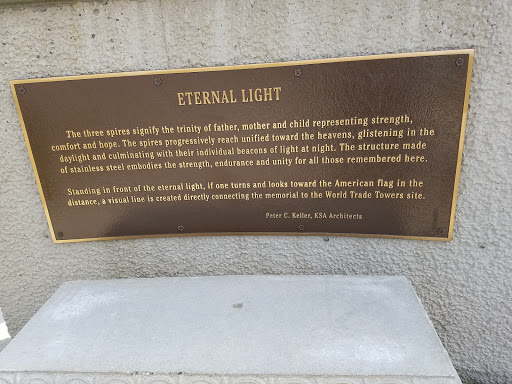 ETERNAL LIGHT
The three spires signify the trinity of father, mother and child representing strength,
comfort and hope. The spires progressively reach unified toward the heavens, glistening in the
daylight and culminating with their individual beacons of light at night. The structure made
of stainless steel embodies the strength, endurance and unity for all those remembered here.
Standing in front of the eternal light, if one turns and looks toward the American flag in the
distance, a visual line is created directly connecting the memorial to the World Trade Towers site.
Peter C. Keller, KSA Architects